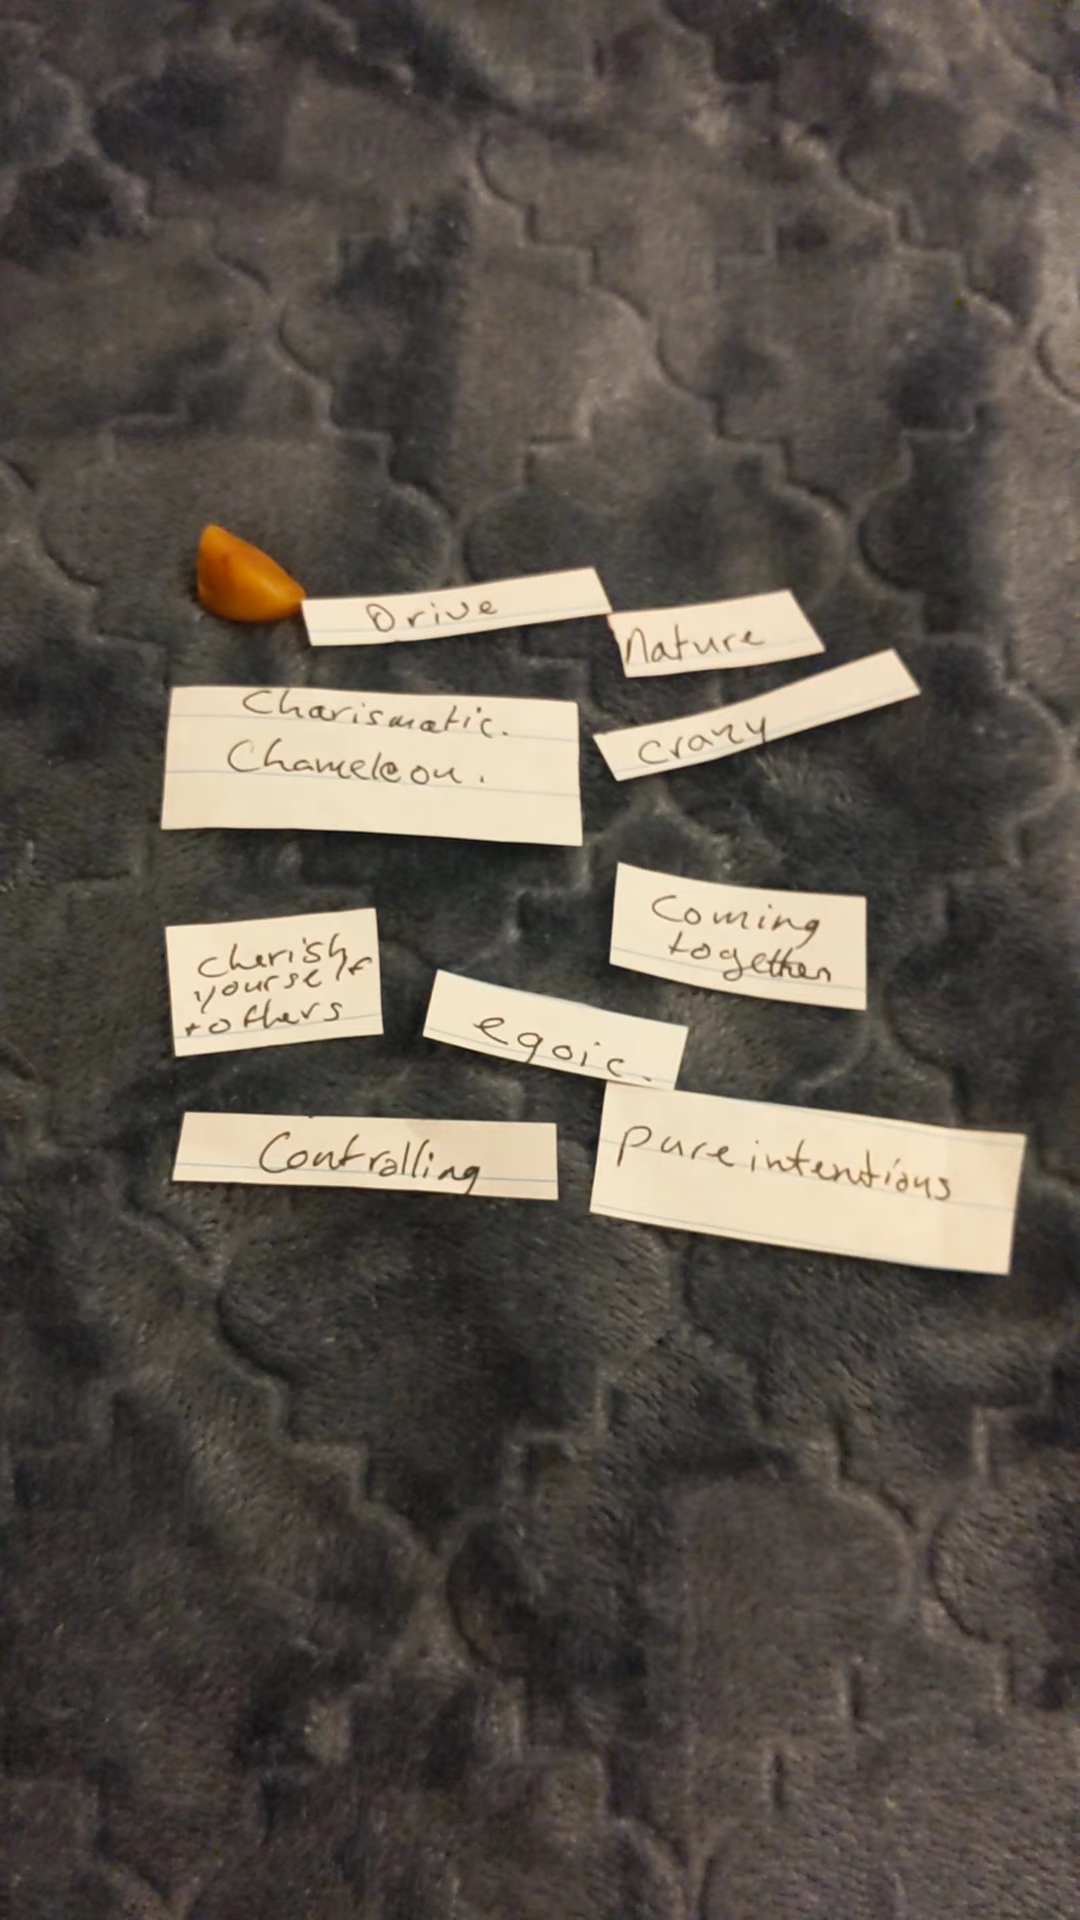 Drive
Nature
Charismatic.
Chameleon.
crazy
Coming
together
cherish
yourself
+ others
egoic.
Controlling
pure intentions